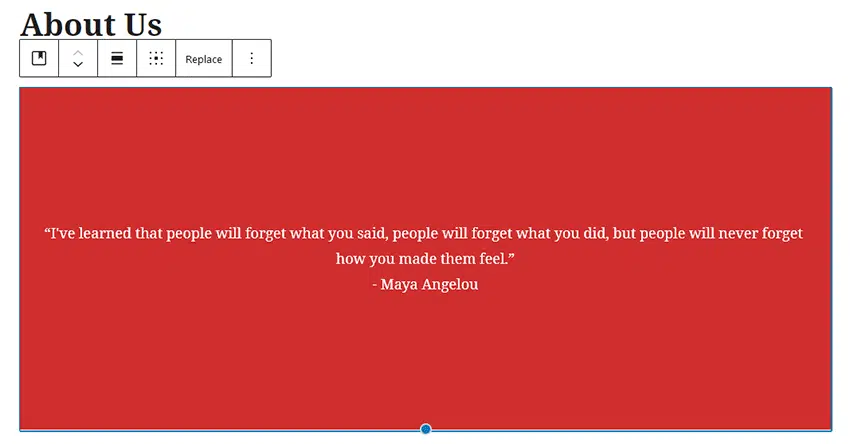 About Us
Replace
“I've learned that people will forget what you said, people will forget what you did, but people will never forget
how you made them feel.”
- Maya Angelou